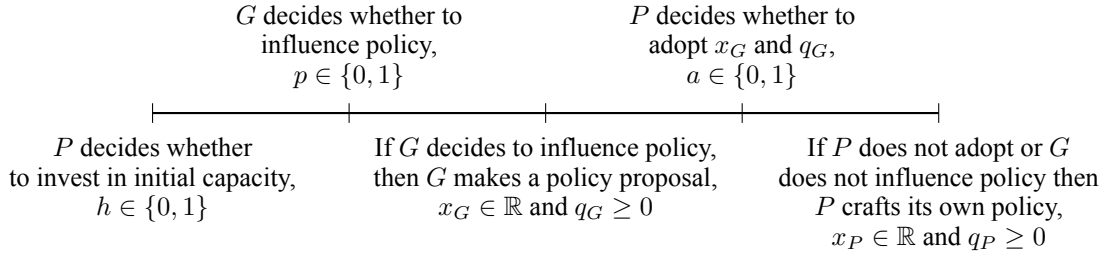 G decides whether to
influence policy,
p ∈ {0, 1}
P decides whether to
adopt x_G and q_G,
a ∈ {0, 1}
P decides whether
to invest in initial capacity,
h ∈ {0, 1}
If G decides to influence policy,
then G makes a policy proposal,
x_G ∈ ℝ and q_G ≥ 0
If P does not adopt or G
does not influence policy then
P crafts its own policy,
x_P ∈ ℝ and q_P ≥ 0